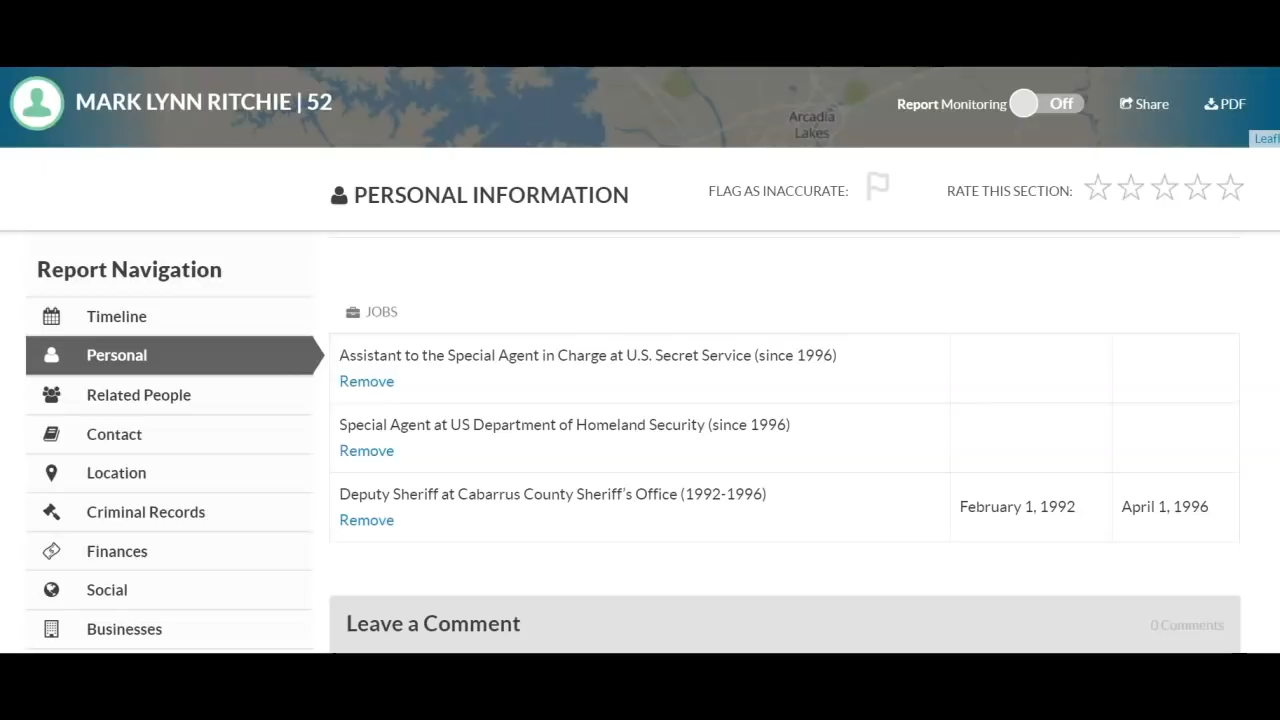 MARK LYNN RITCHIE | 52
Arcadia
Lakes
Report Monitoring Off Share PDF
Leafl
PERSONAL INFORMATION FLAG AS INACCURATE: RATE THIS SECTION:
Report Navigation
Timeline
Personal
Related People
Contact
Location
Criminal Records
Finances
Social
Businesses
JOBS
Assistant to the Special Agent in Charge at U.S. Secret Service (since 1996)
Remove
Special Agent at US Department of Homeland Security (since 1996)
Remove
Deputy Sheriff at Cabarrus County Sheriff's Office (1992-1996)
February 1, 1992 April 1, 1996
Remove
Leave a Comment 0 Comments